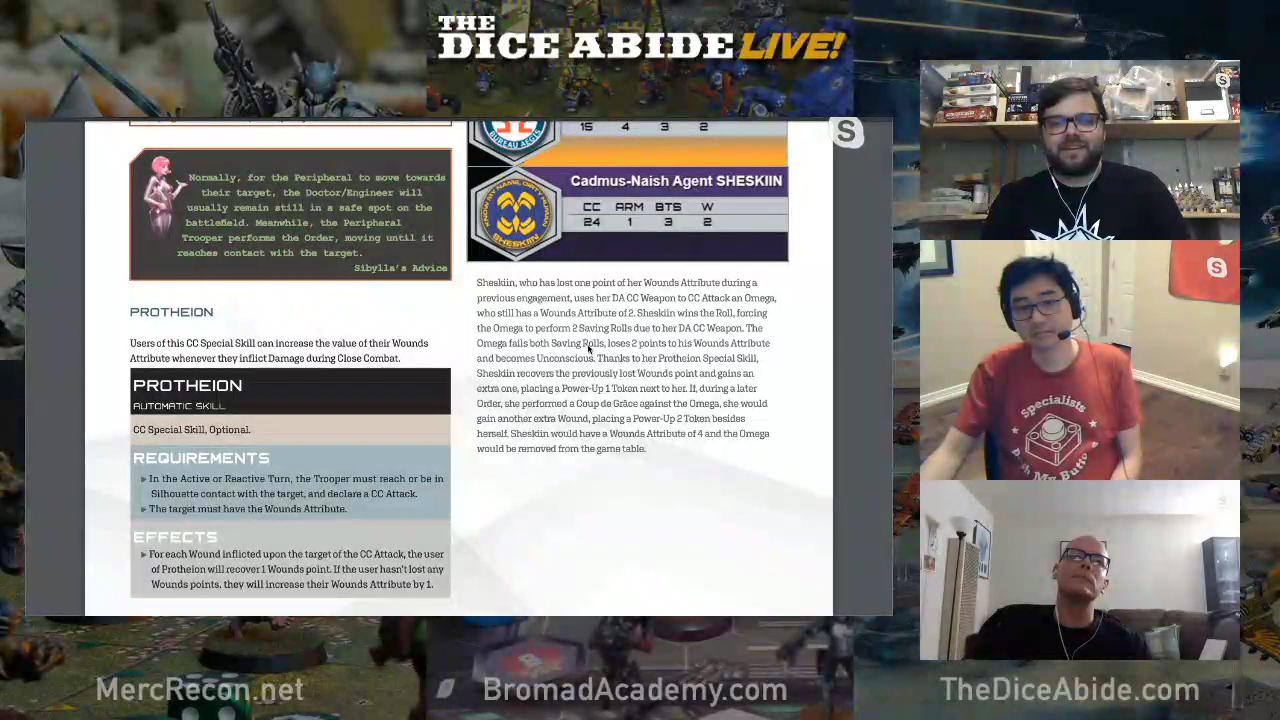 THE
DICE ABIDE LIVE!
15 4 3 2
BUREAU AEGIS
Cadmus-Naish Agent SHESKIIN
CC ARM BTS W
24 1 3 2
SHESKIIN
Normally, for the Peripheral to move towards
their target, the Doctor/Engineer will
usually remain still in a safe spot on the
battlefield. Meanwhile, the Peripheral
Trooper performs the Order, moving until it
reaches contact with the target.
Sibylla's Advice
PROTHEION
Users of this CC Special Skill can increase the value of their Wounds
Attribute whenever they inflict Damage during Close Combat.
PROTHEION
AUTOMATIC SKILL
CC Special Skill, Optional.
REQUIREMENTS
▶ In the Active or Reactive Turn, the Trooper must reach or be in
Silhouette contact with the target, and declare a CC Attack.
▶ The target must have the Wounds Attribute.
EFFECTS
▶ For each Wound inflicted upon the target of the CC Attack, the user
of Protheion will recover 1 Wounds point. If the user hasn't lost any
Wounds points, they will increase their Wounds Attribute by 1.
Sheskiin, who has lost one point of her Wounds Attribute during a
previous engagement, uses her DA CC Weapon to CC Attack an Omega,
who still has a Wounds Attribute of 2. Sheskin wins the Roll, forcing
the Omega to perform 2 Saving Rolls due to her DA CC Weapon. The
Omega fails both Saving Rolls, loses 2 points to his Wounds Attribute
and becomes Unconscious. Thanks to her Protheion Special Skill,
Sheskiin recovers the previously lost Wounds point and gains an
extra one, placing a Power-Up 1 Token next to her. If, during a later
Order, she performed a Coup de Grâce against the Omega, she would
gain another extra Wound, placing a Power-Up 2 Token besides
herself. Sheskiin would have a Wounds Attribute of 4 and the Omega
would be removed from the game table.
S
S
Specialists
Push My Butto
MercRecon.net
BromadAcademy.com
TheDiceAbide.com